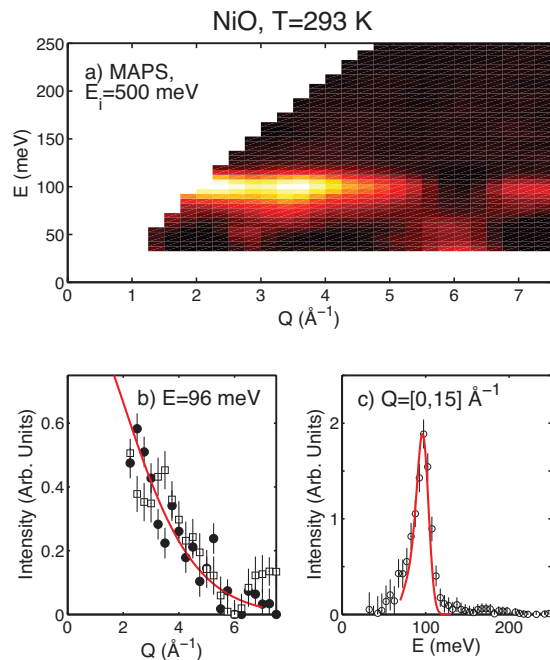 NiO, T=293 K
250
200
150
100
50
0
E (meV)
a) MAPS,
E_i=500 meV
0 1 2 3 4 5 6 7
Q (Å⁻¹)
b) E=96 meV
0.6
0.4
0.2
0
Intensity (Arb. Units)
0 2 4 6
Q (Å⁻¹)
c) Q=[0,15] Å⁻¹
2
1
0
Intensity (Arb. Units)
0 100 200
E (meV)